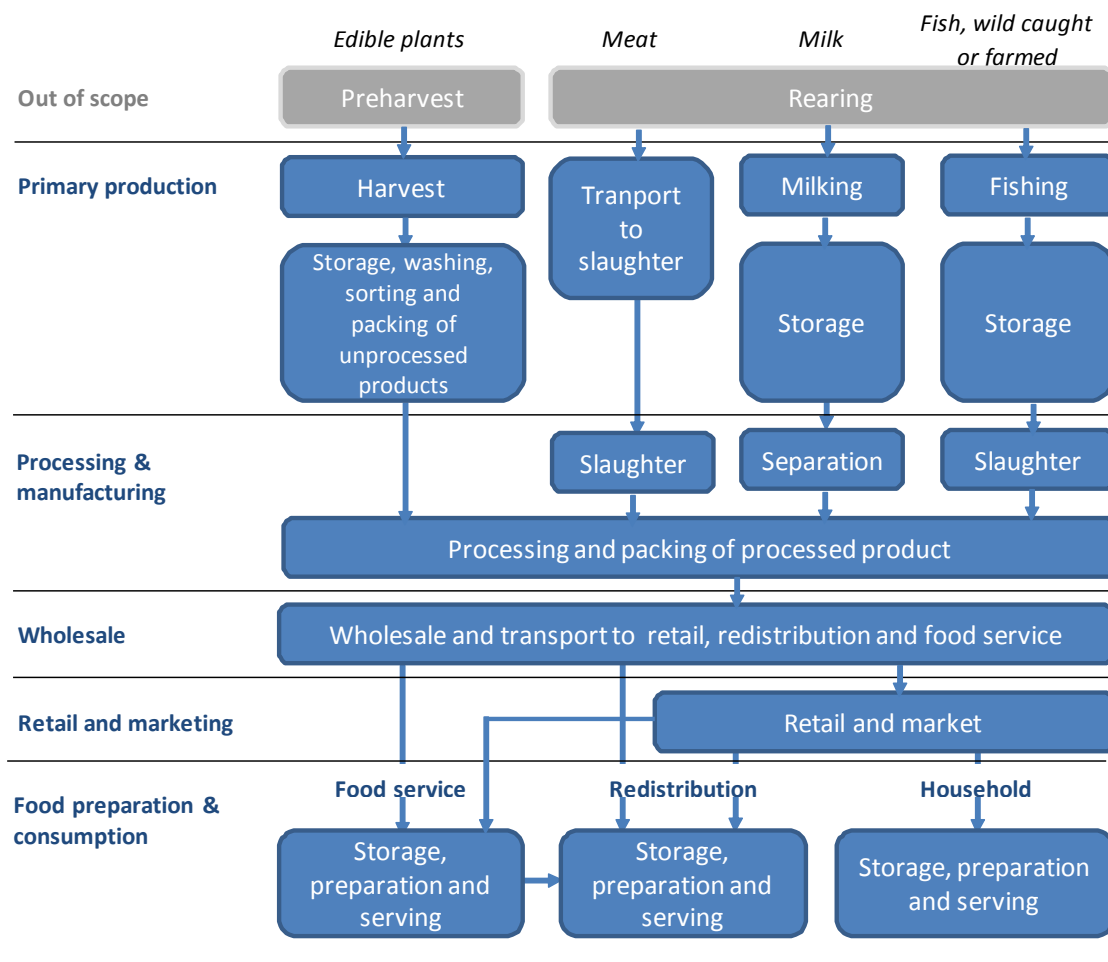 Edible plants
Meat
Milk
Fish, wild caught
or farmed
Out of scope
Preharvest
Rearing
Primary production
Harvest
Tranport
to
slaughter
Milking
Fishing
Storage, washing,
sorting and
packing of
unprocessed
products
Storage
Storage
Processing &
manufacturing
Slaughter
Separation
Slaughter
Processing and packing of processed product
Wholesale
Wholesale and transport to retail, redistribution and food service
Retail and marketing
Retail and market
Food preparation &
consumption
Food service
Redistribution
Household
Storage,
preparation and
serving
Storage,
preparation and
serving
Storage, preparation
and serving